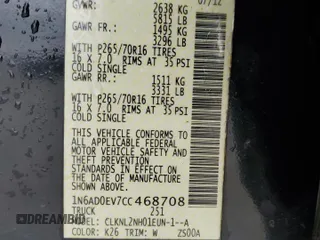 07/12
GVWR: 2638 KG
5815 LB
GAWR FR.: 1495 KG
3296 LB
WITH P265/70R16 TIRES
16 X 7.0 RIMS AT 35 PSI
COLD SINGLE
GAWR RR.: 1511 KG
3331 LB
WITH P265/70R16 TIRES
16 X 7.0 RIMS AT 35 PSI
COLD SINGLE
THIS VEHICLE CONFORMS TO
ALL APPLICABLE FEDERAL
MOTOR VEHICLE SAFETY AND
THEFT PREVENTION
STANDARDS IN EFFECT ON
THE DATE OF MANUFACTURE
SHOWN ABOVE.
1N6AD0EV7CC468708
TRUCK 251
MODEL: CLKNL2NH01EUN-1--A
COLOR: K26 TRIM: W ZS00A